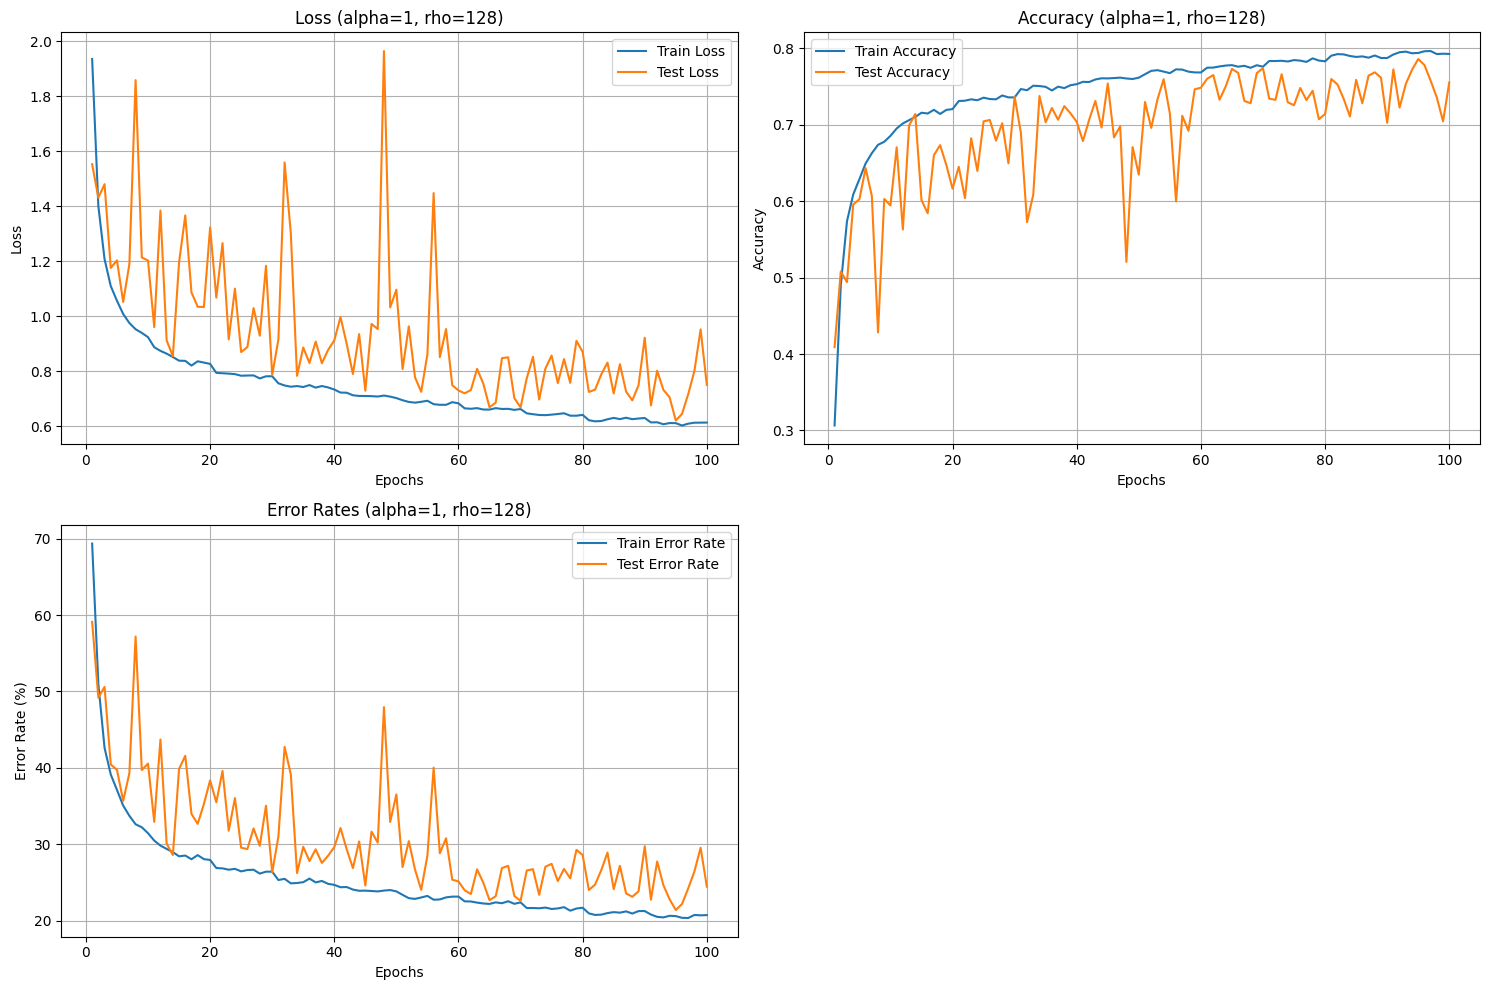 Loss (alpha=1, rho=128)
2.0
1.8
1.6
1.4
1.2
1.0
0.8
0.6
Loss
0
20
40
60
80
100
Epochs
Train Loss
Test Loss
Accuracy (alpha=1, rho=128)
0.8
0.7
0.6
0.5
0.4
0.3
Accuracy
0
20
40
60
80
100
Epochs
Train Accuracy
Test Accuracy
Error Rates (alpha=1, rho=128)
70
60
50
40
30
20
Error Rate (%)
0
20
40
60
80
100
Epochs
Train Error Rate
Test Error Rate